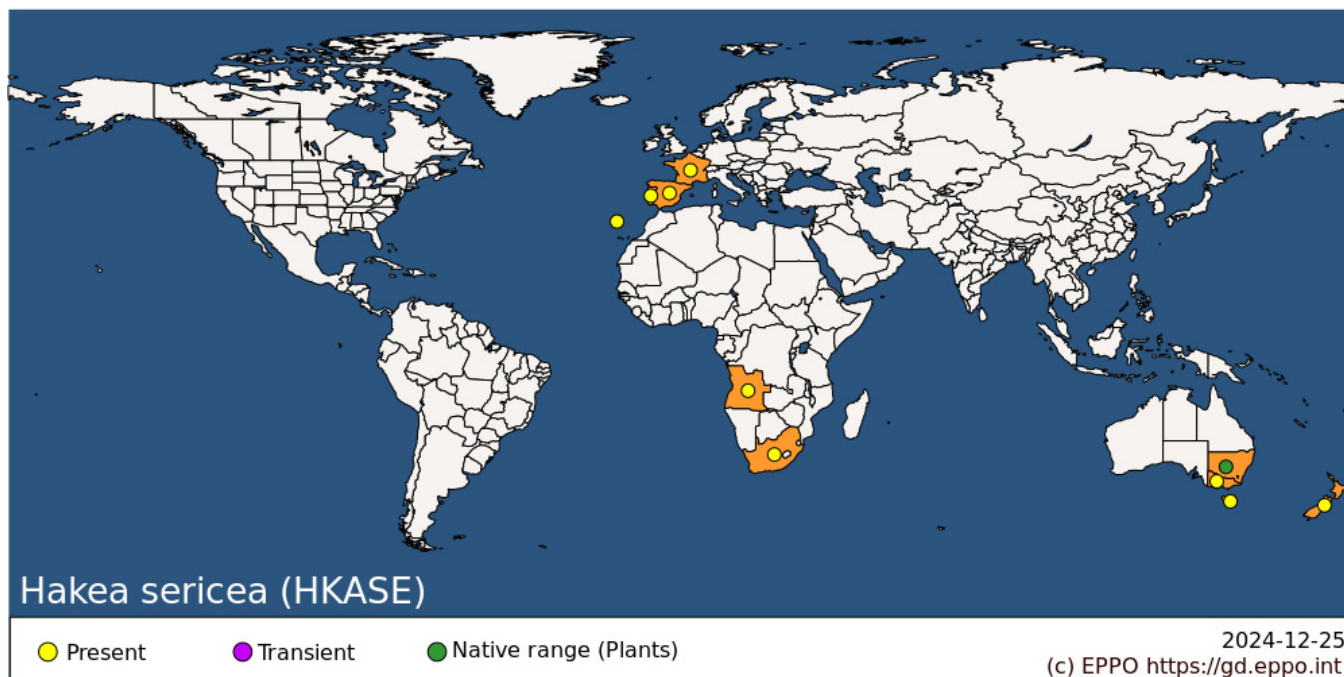 Hakea sericea (HKASE)
Present
Transient
Native range (Plants)
2024-12-25
(c) EPPO https://gd.eppo.int